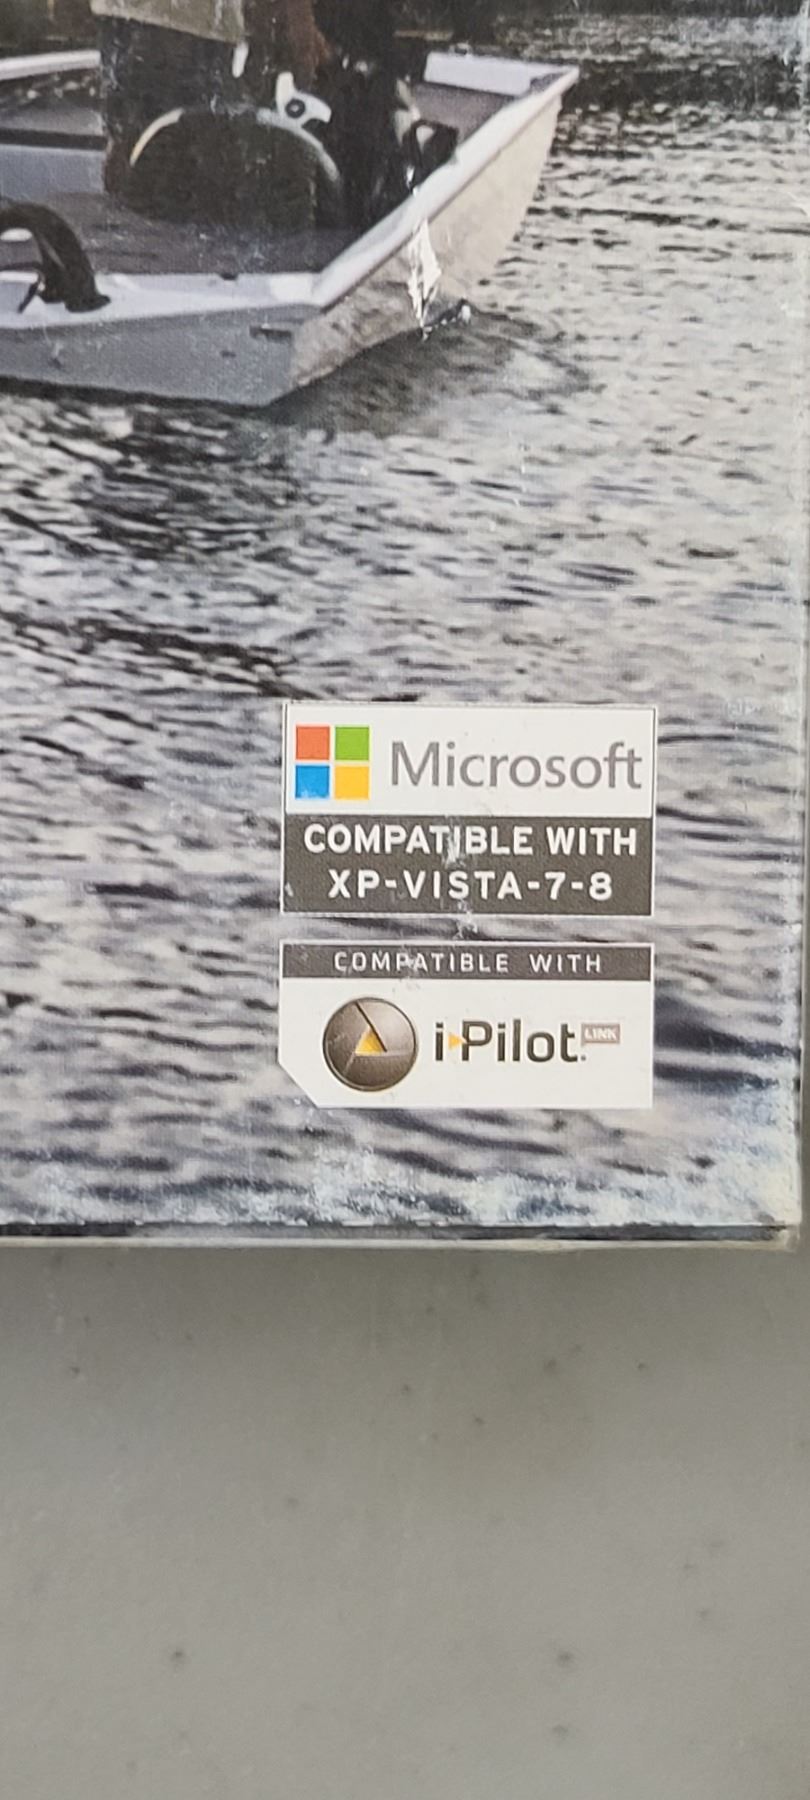 Microsoft
COMPATIBLE WITH
XP-VISTA-7-8
COMPATIBLE WITH
i-Pilot. LINK